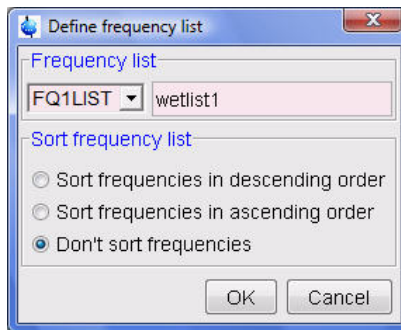 Define frequency list
Frequency list
FQ1LIST wetlist1
Sort frequency list
Sort frequencies in descending order
Sort frequencies in ascending order
Don't sort frequencies
OK Cancel